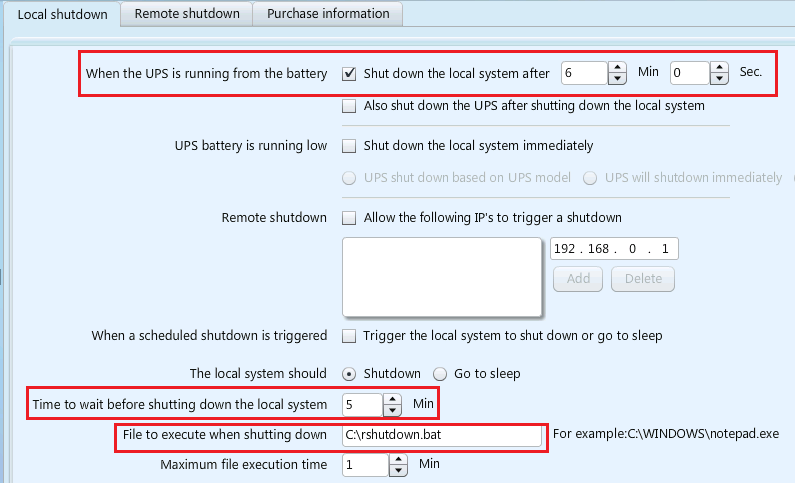 Local shutdown Remote shutdown Purchase information
When the UPS is running from the battery Shut down the local system after 6 Min 0 Sec.
Also shut down the UPS after shutting down the local system
UPS battery is running low Shut down the local system immediately
UPS shut down based on UPS model UPS will shutdown immediately
Remote shutdown Allow the following IP's to trigger a shutdown
192 . 168 . 0 . 1
Add Delete
When a scheduled shutdown is triggered Trigger the local system to shut down or go to sleep
The local system should Shutdown Go to sleep
Time to wait before shutting down the local system 5 Min
File to execute when shutting down C:\rshutdown.bat For example:C:\WINDOWS\notepad.exe
Maximum file execution time 1 Min